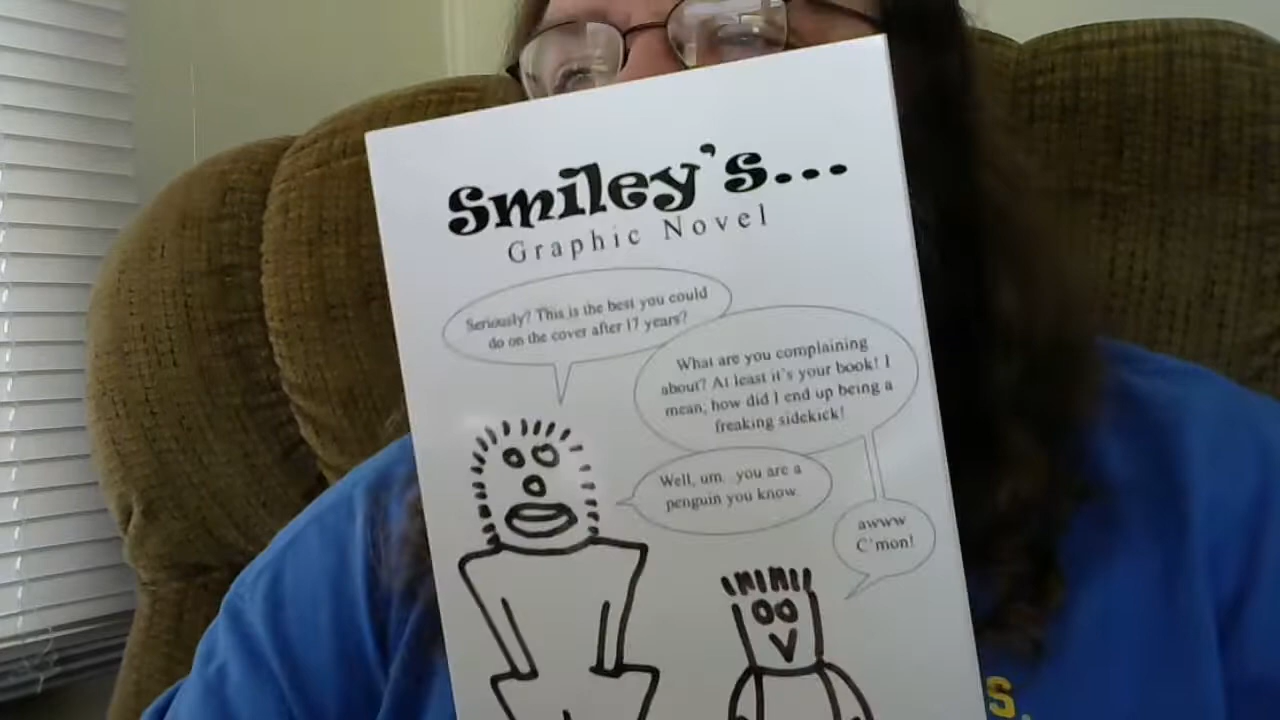 Smiley's...
Graphic Novel
Seriously? This is the best you could
do on the cover after 17 years?
What are you complaining
about? At least it's your book! I
mean, how did I end up being a
freaking sidekick!
Well, um.. you are a
penguin you know.
awww
C'mon!
S.